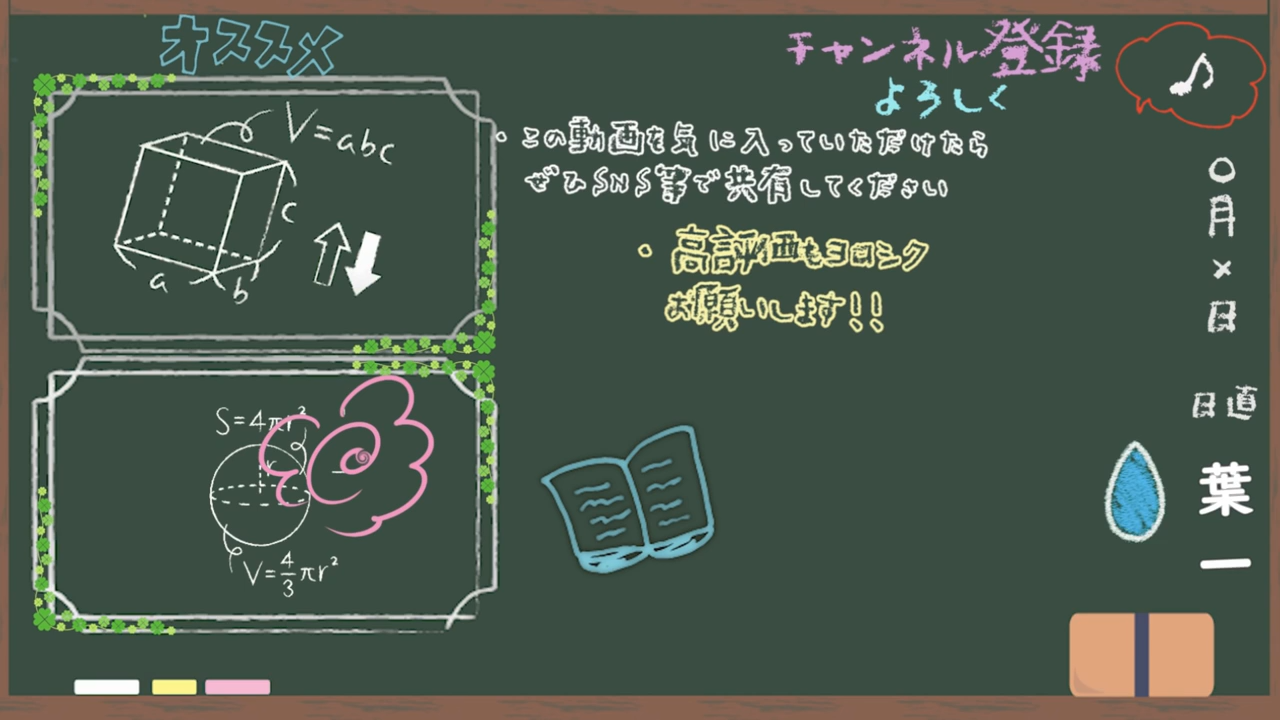 オススメ
チャンネル登録
よろしく
・この動画を気に入っていただけたら
ぜひSNS等で共有してください
・高評価もヨロシク
お願いします!!
V=abc
c
a
b
S=4πr²
r
V=4/3πr²
〇月×日
日直
葉一